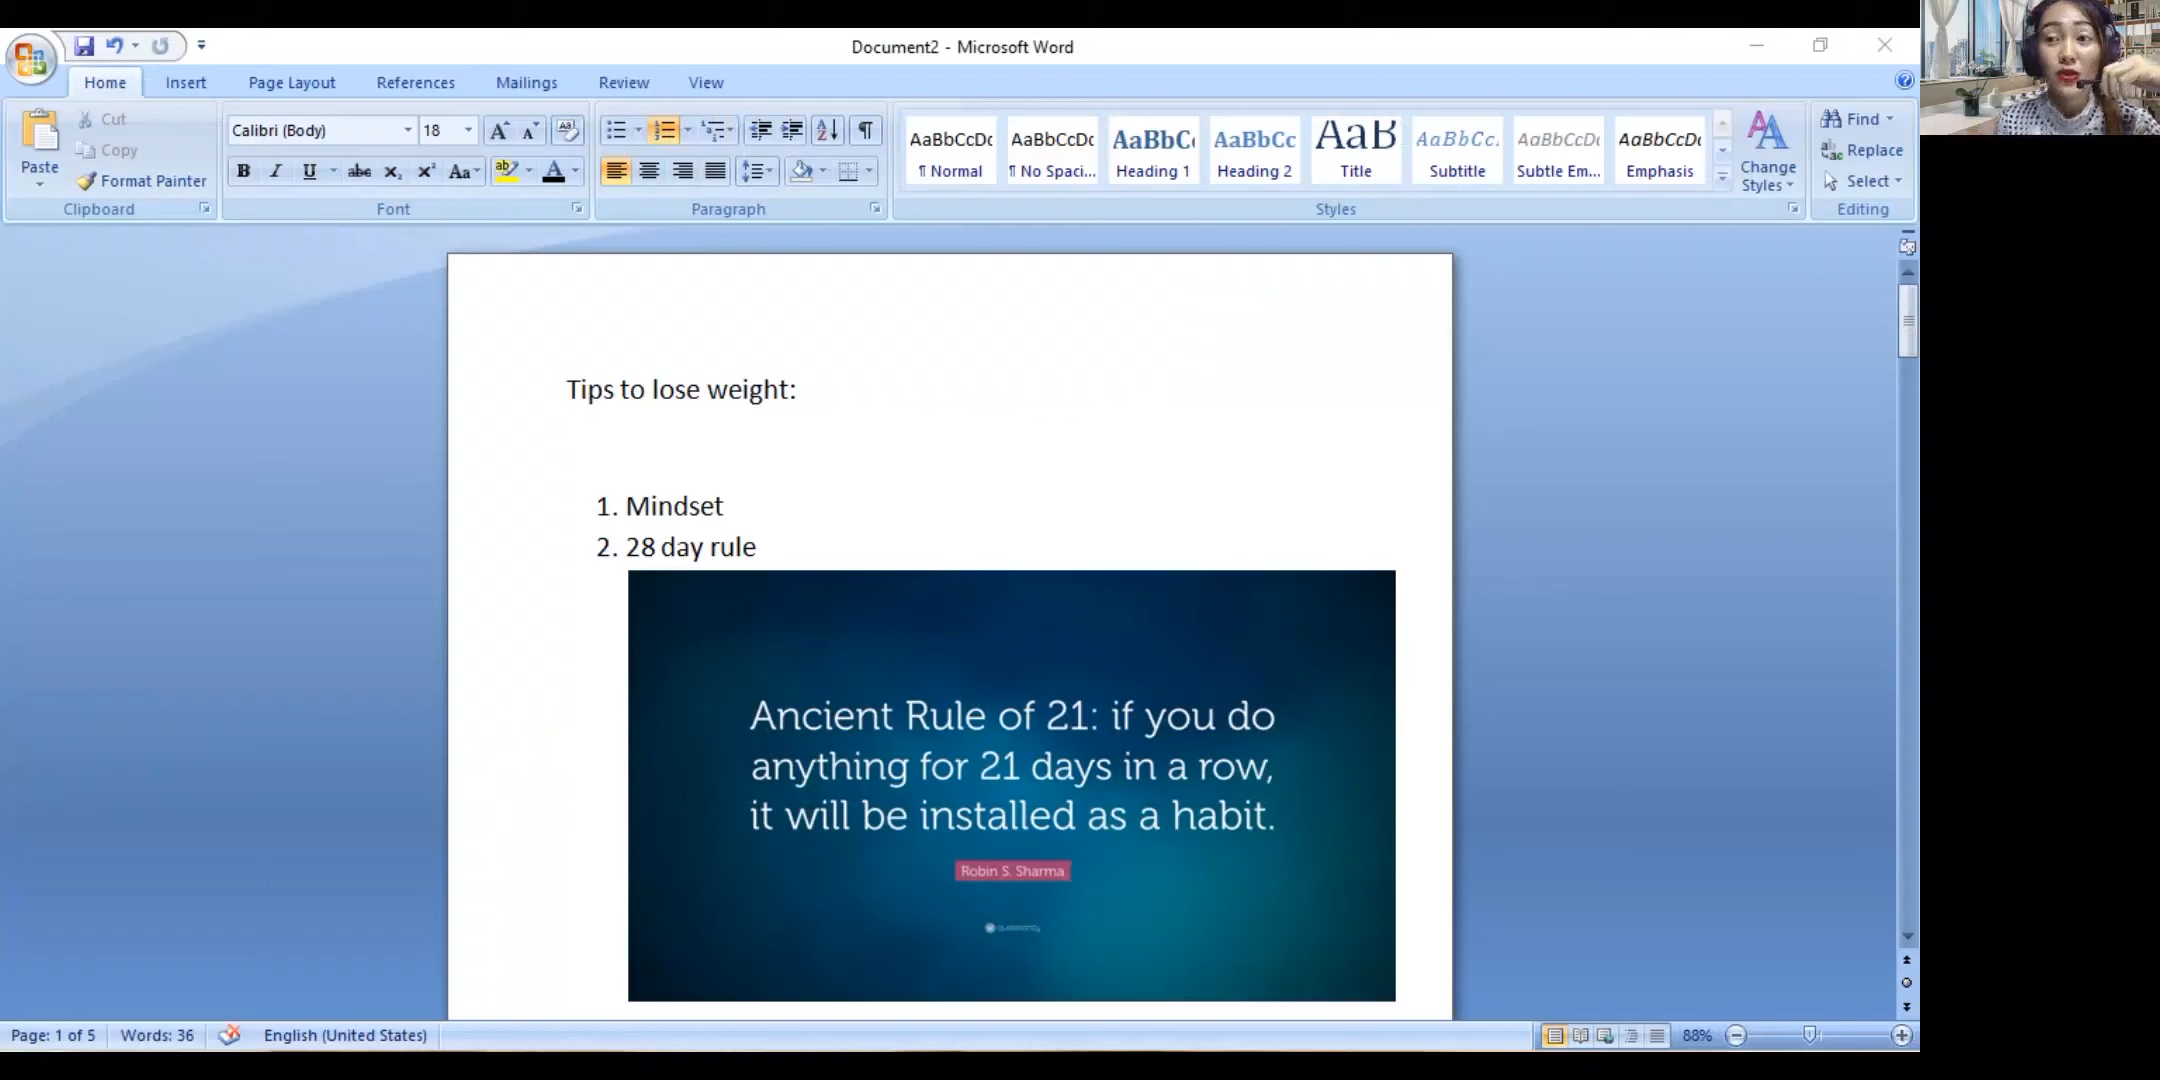 Document2 - Microsoft Word
Home Insert Page Layout References Mailings Review View
Cut
Copy
Paste
Format Painter
Clipboard
Calibri (Body) 18
B I U abc x₂ x² Aa
Font
Paragraph
AaBbCcDc AaBbCcDc AaBbC AaBbCc AaB AaBbCc. AaBbCcDc AaBbCcDc
¶ Normal ¶ No Spaci... Heading 1 Heading 2 Title Subtitle Subtle Em... Emphasis
Change
Styles
Styles
Find
Replace
Select
Editing
Tips to lose weight:
1. Mindset
2. 28 day rule
Ancient Rule of 21: if you do
anything for 21 days in a row,
it will be installed as a habit.
Robin S. Sharma
Page: 1 of 5 Words: 36 English (United States) 88%